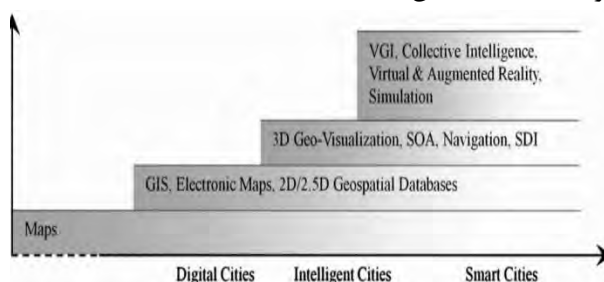 VGI, Collective Intelligence,
Virtual & Augmented Reality,
Simulation
3D Geo-Visualization, SOA, Navigation, SDI
GIS, Electronic Maps, 2D/2.5D Geospatial Databases
Maps
Digital Cities Intelligent Cities Smart Cities